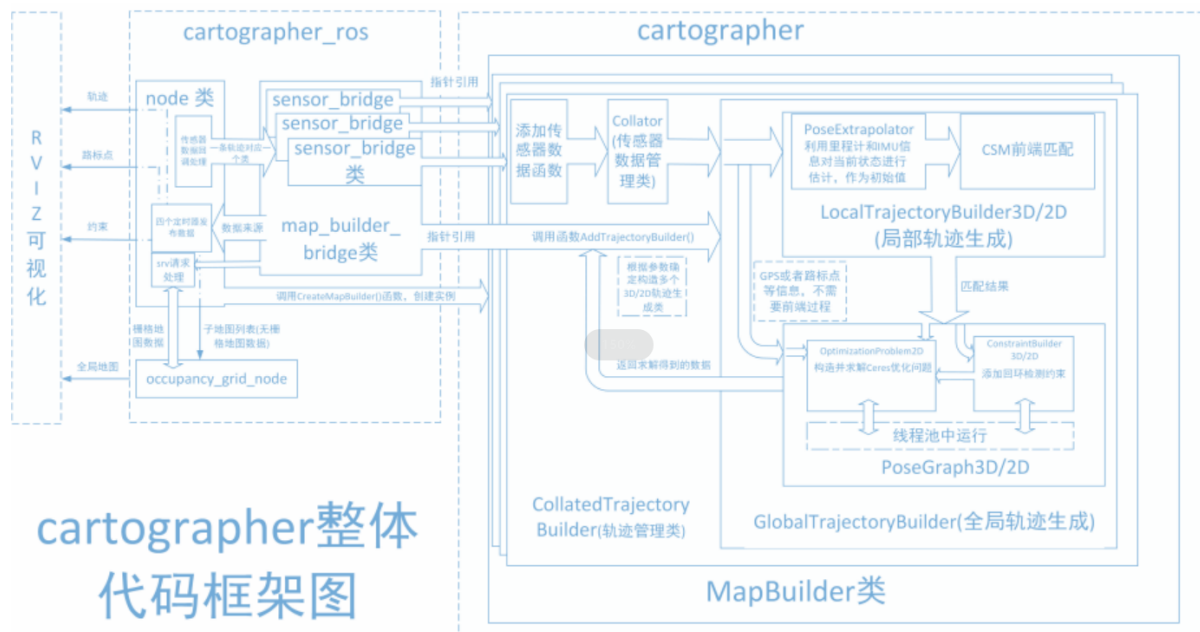 cartographer_ros
cartographer
R
V
I
Z
可
视
化
轨迹
路标点
约束
全局地图
node 类
传感器
数据回
调处理
一条轨迹对应一
个类
sensor_bridge
sensor_bridge
sensor_bridge
类
指针引用
四个定时器发
布数据
数据来源
map_builder_
bridge类
指针引用
srv请求
处理
调用CreateMapBuilder()函数，创建实例
栅格地
图数据
子地图列表(无栅
格地图数据)
occupancy_grid_node
添加传
感器数
据函数
Collator
(传感器
数据管
理类)
PoseExtrapolator
利用里程计和IMU信
息对当前状态进行
估计，作为初始值
CSM前端匹配
LocalTrajectoryBuilder3D/2D
(局部轨迹生成)
调用函数AddTrajectoryBuilder()
根据参数确
定构造多个
3D/2D轨迹生
成类
GPS或者路标点
等信息，不需
要前端过程
匹配结果
返回求解得到的数据
OptimizationProblem2D
构造并求解Ceres优化问题
ConstraintBuilder
3D/2D
添加回环检测约束
线程池中运行
PoseGraph3D/2D
CollatedTrajectory
Builder(轨迹管理类)
GlobalTrajectoryBuilder(全局轨迹生成)
MapBuilder类
cartographer整体
代码框架图